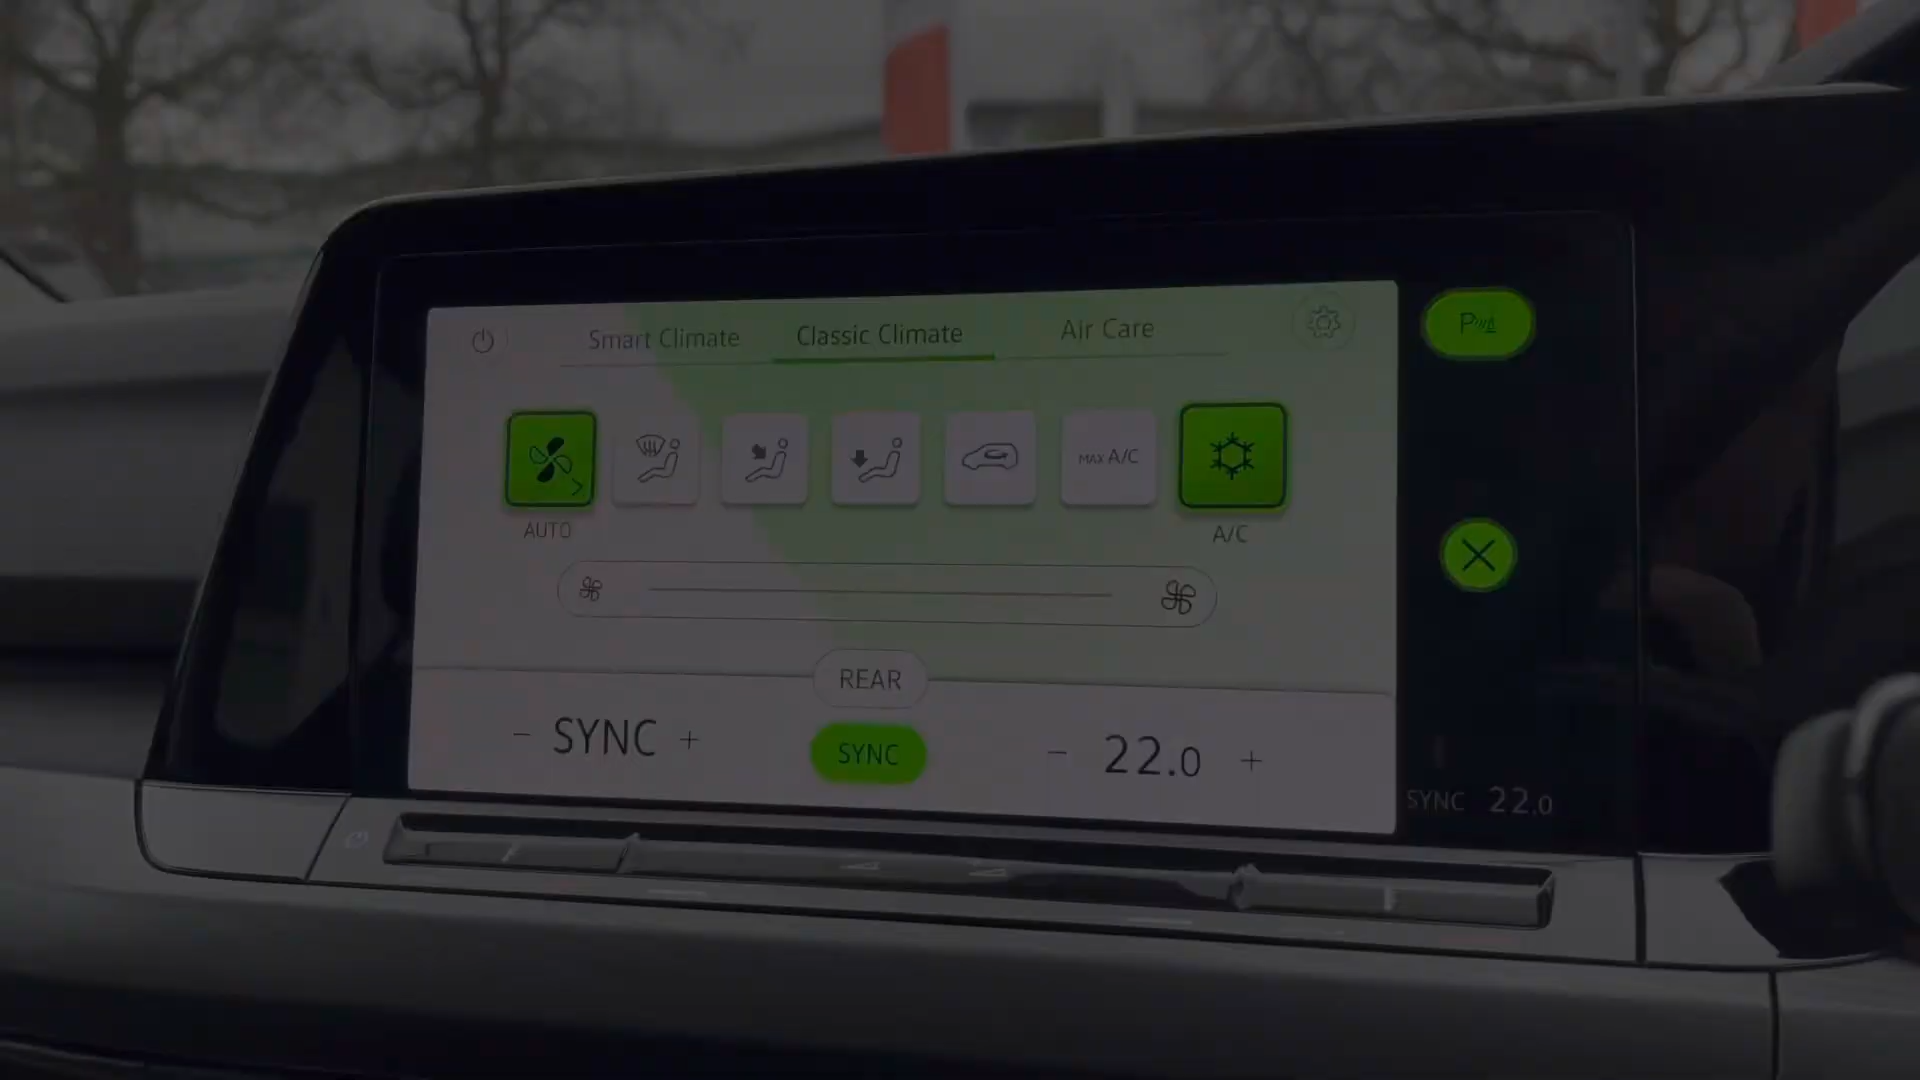 Smart Climate Classic Climate Air Care
P
MAX A/C
AUTO
A/C
REAR
- SYNC + SYNC - 22.0 +
SYNC 22.0